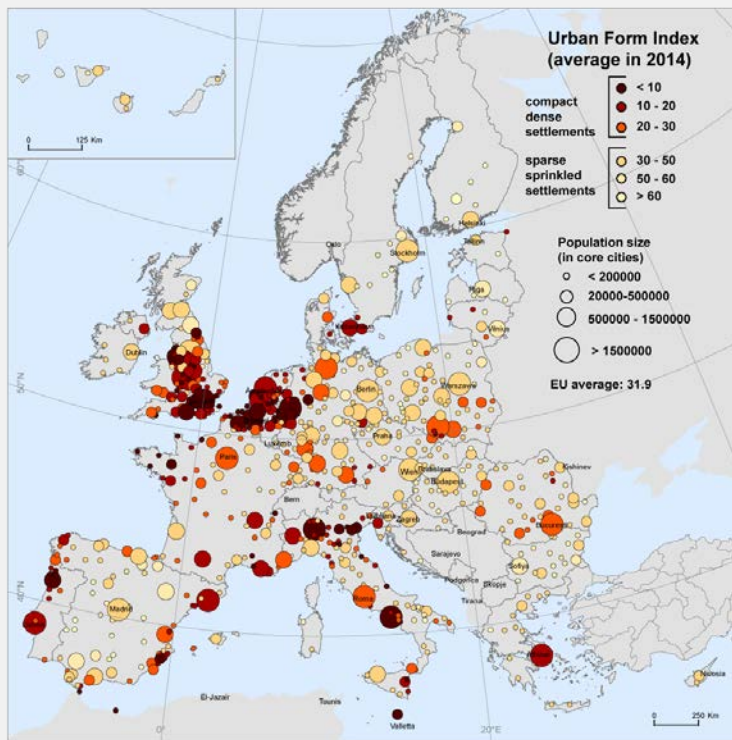 Urban Form Index
(average in 2014)
compact
dense
settlements
< 10
10 - 20
20 - 30
sparse
sprinkled
settlements
30 - 50
50 - 60
> 60
Population size
(in core cities)
< 200000
20000-500000
500000 - 1500000
> 1500000
EU average: 31.9
0 125 Km
60°N
50°N
40°N
Oslo
Helsinki
Tallinn
Stockholm
Riga
Vilnius
Dublin
Berlin
Warszawa
Luxemb
Praha
Paris
Wien
Bratislava
Budapest
Kishinev
Bern
Zagreb
Beograd
Bucuresti
Sarajevo
Sofiya
Podgorica
Skopje
Tirana
Roma
Madrid
El-Jazair
Tounis
Valletta
Nicosia
0°
20°E
0 250 Km